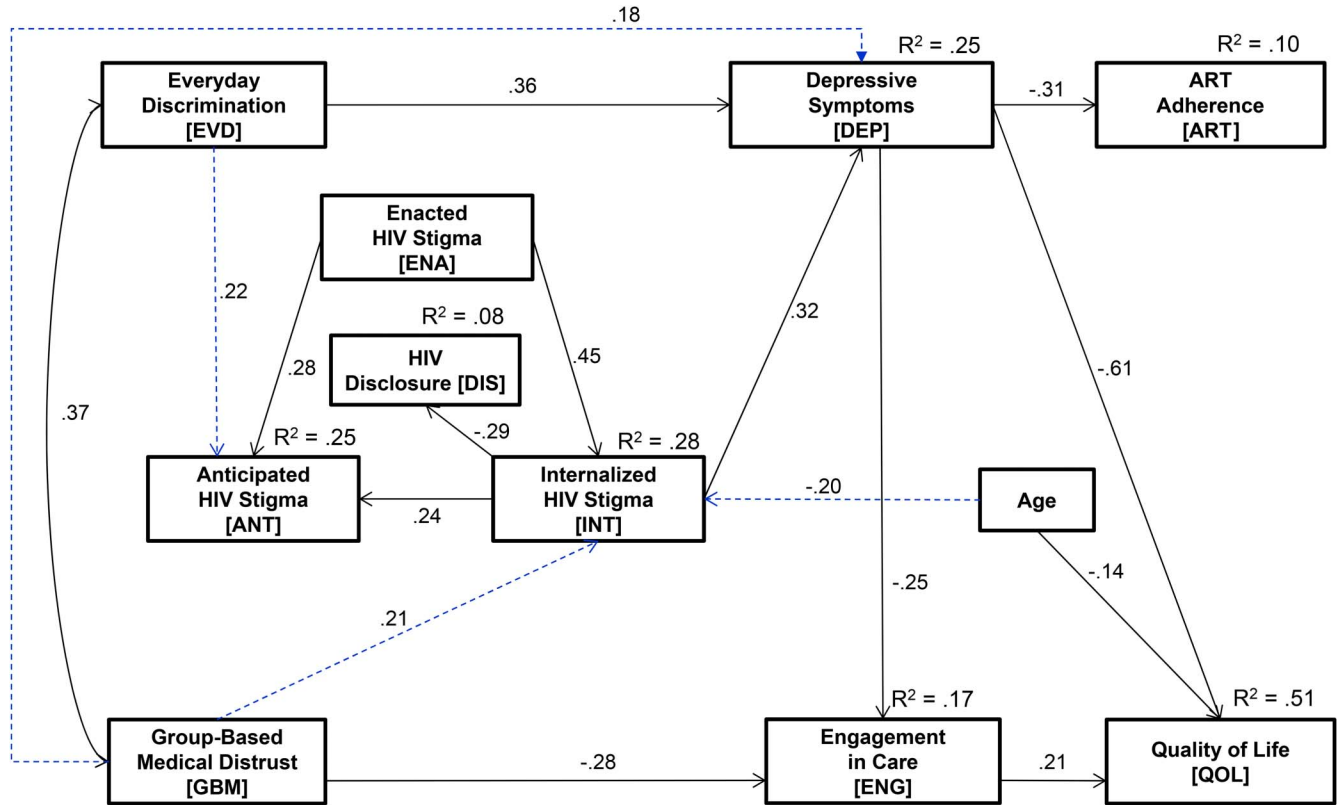 .18
R² = .25
R² = .10
Everyday
Discrimination
[EVD]
.36
Depressive
Symptoms
[DEP]
-.31
ART
Adherence
[ART]
Enacted
HIV Stigma
[ENA]
.22
.32
R² = .08
HIV
Disclosure [DIS]
.28
.45
-.61
.37
-.29
R² = .25
R² = .28
Anticipated
HIV Stigma
[ANT]
.24
Internalized
HIV Stigma
[INT]
-.20
Age
-.14
-.25
.21
R² = .17
R² = .51
Group-Based
Medical Distrust
[GBM]
-.28
Engagement
in Care
[ENG]
.21
Quality of Life
[QOL]